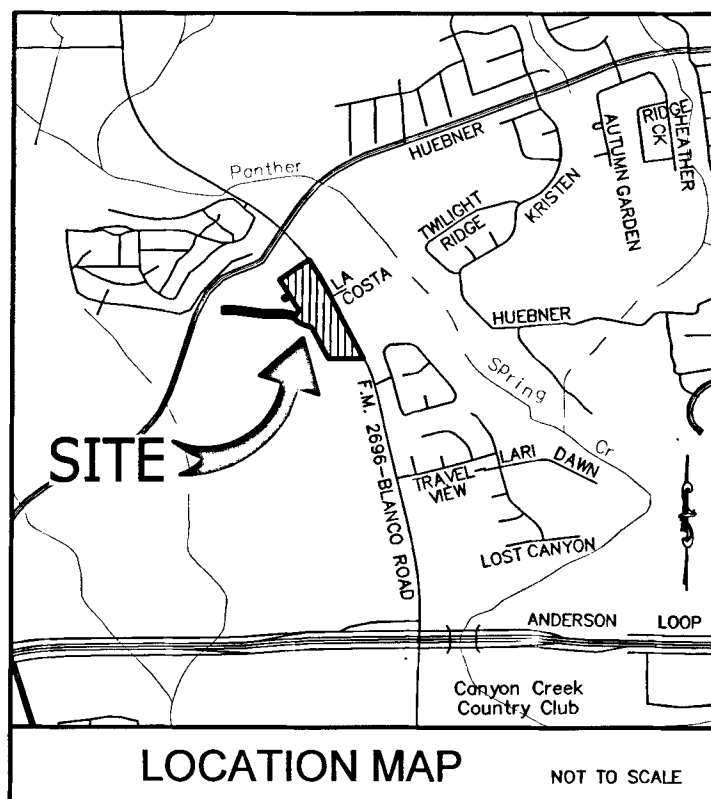 HUEBNER
RIDGE
RICK
HEATHER
AUTUMN GARDEN
Panther
TWILIGHT
RIDGE
KRISTEN
LA
COSTA
HUEBNER
Spring
Cr
F.M. 2696-BLANCO ROAD
SITE
LARI DAWN
TRAVEL
VIEW
LOST CANYON
ANDERSON LOOP
Canyon Creek
Country Club
LOCATION MAP
NOT TO SCALE